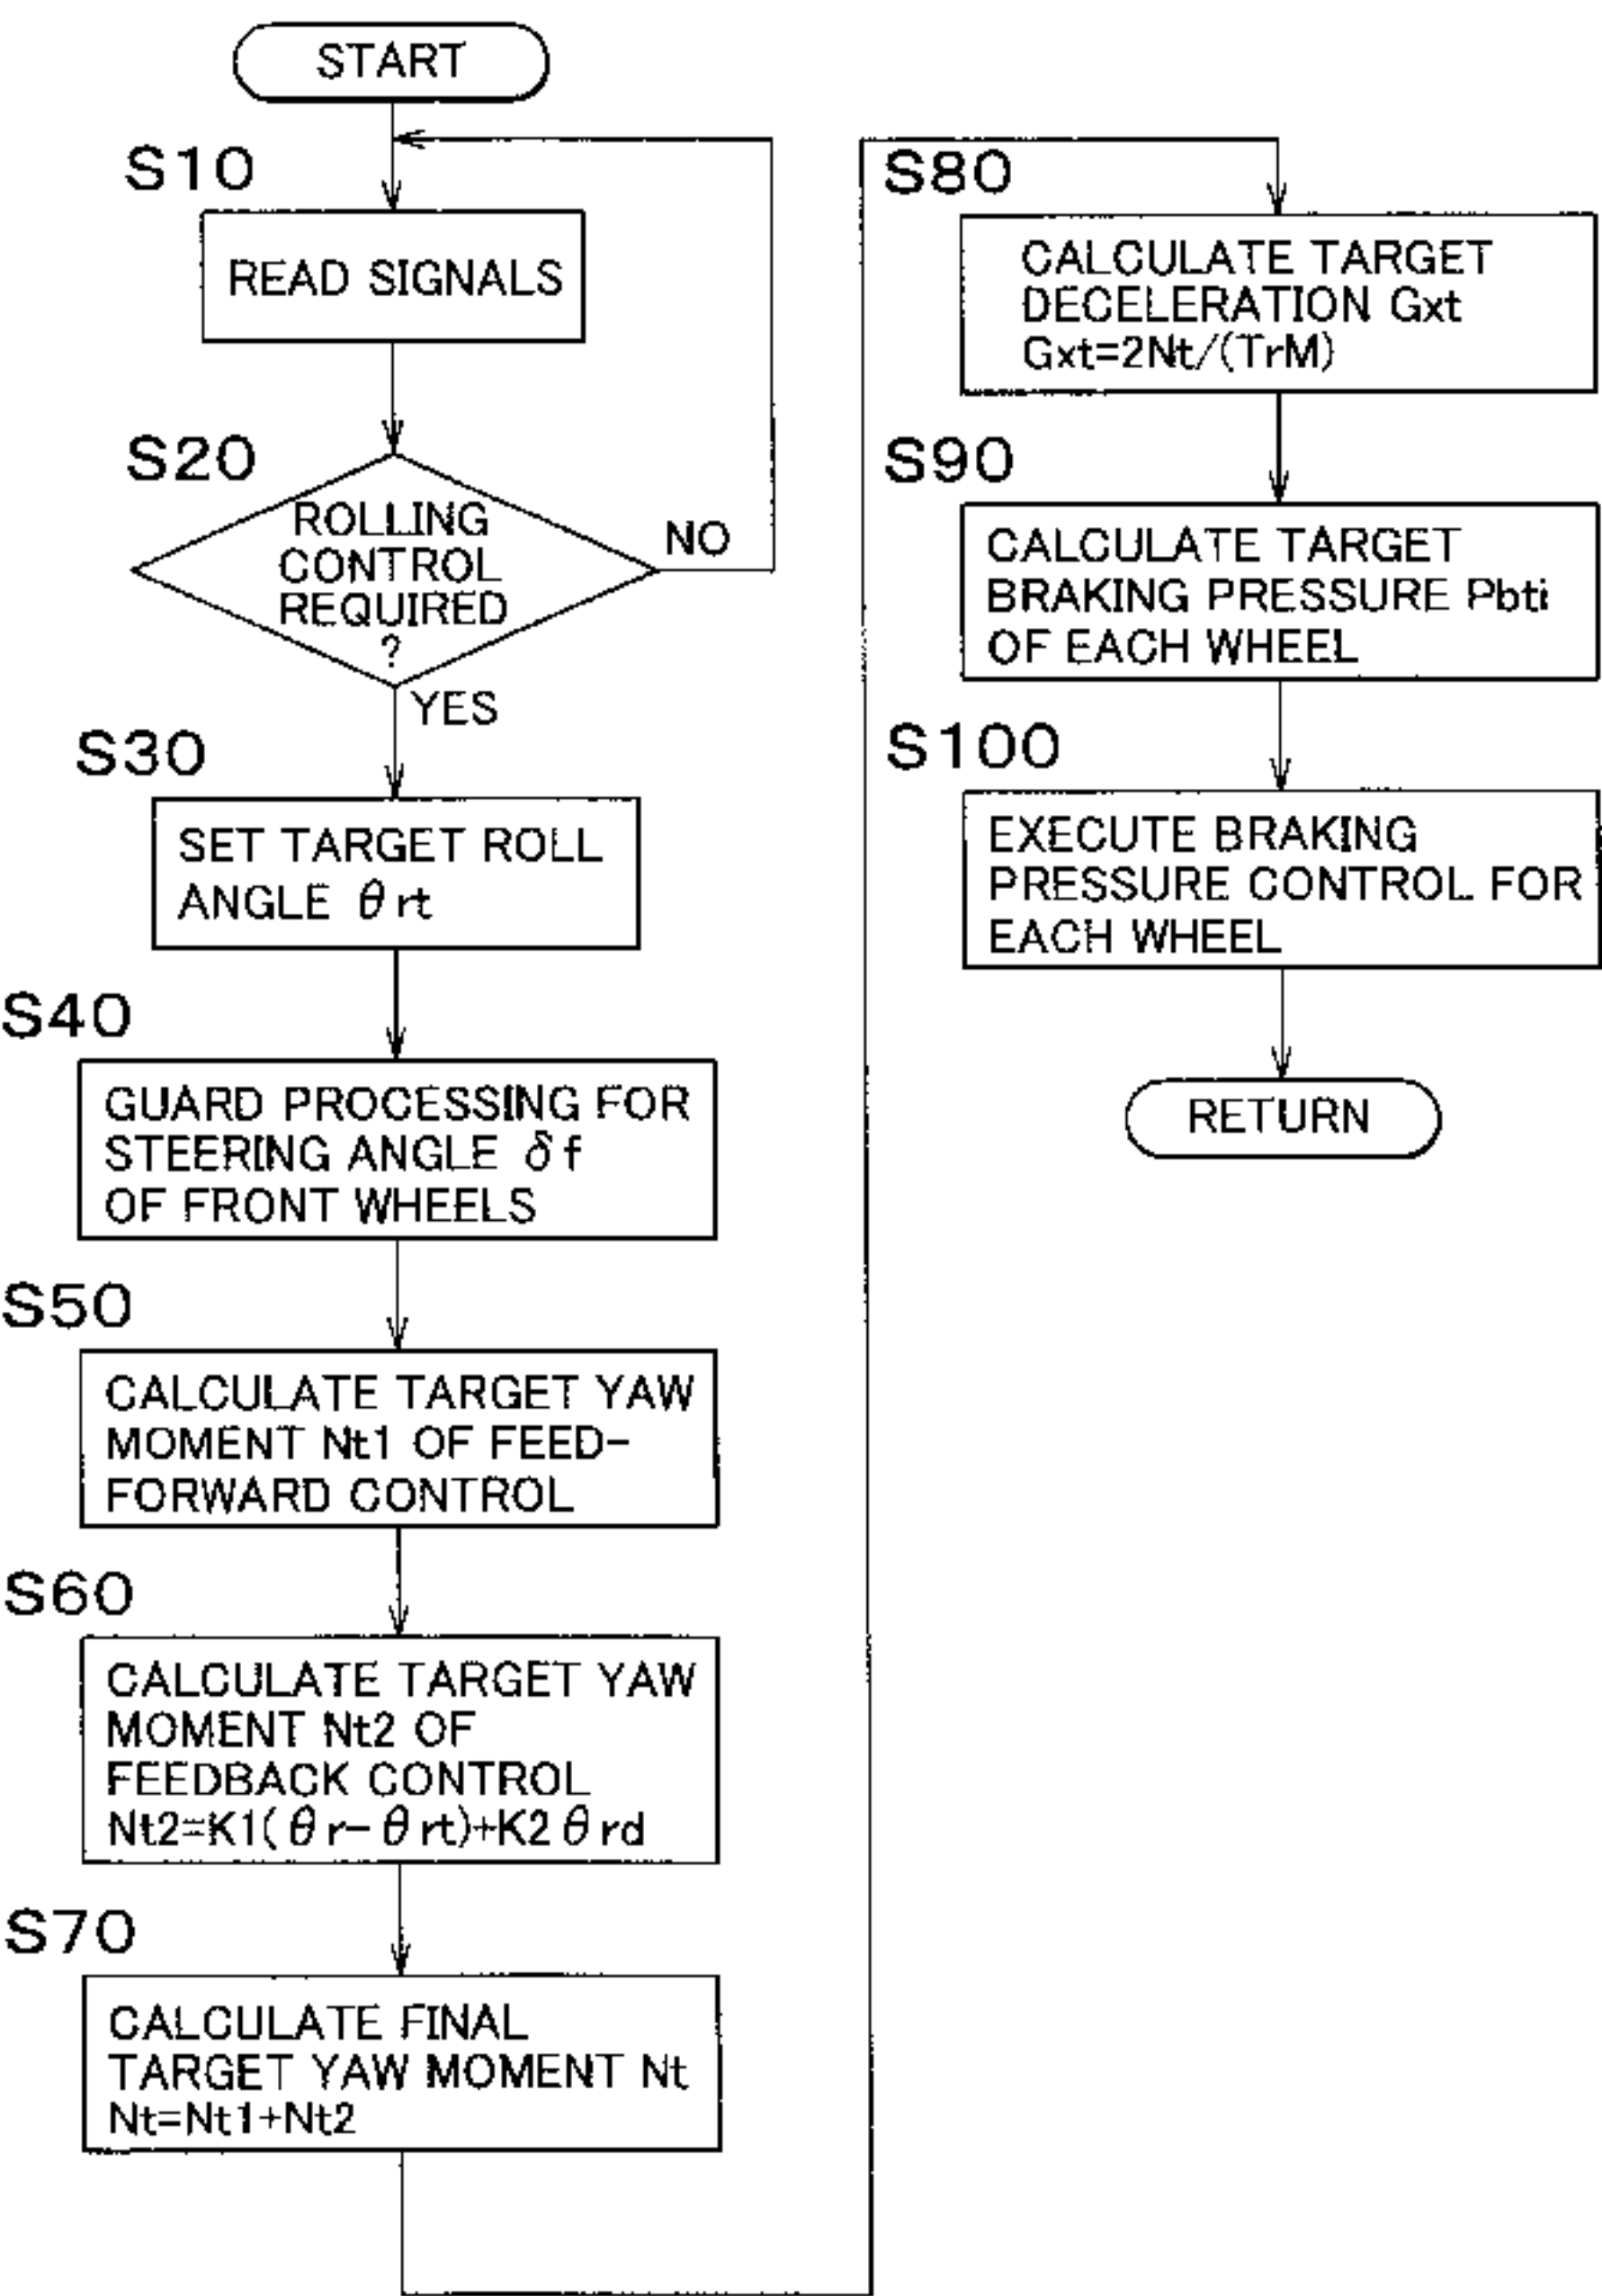 START
S10
READ SIGNALS
S20
ROLLING
CONTROL
REQUIRED
?
NO
YES
S30
SET TARGET ROLL
ANGLE θrt
S40
GUARD PROCESSING FOR
STEERING ANGLE δf
OF FRONT WHEELS
S50
CALCULATE TARGET YAW
MOMENT Nt1 OF FEED-
FORWARD CONTROL
S60
CALCULATE TARGET YAW
MOMENT Nt2 OF
FEEDBACK CONTROL
Nt2=K1(θr-θrt)+K2θrd
S70
CALCULATE FINAL
TARGET YAW MOMENT Nt
Nt=Nt1+Nt2
S80
CALCULATE TARGET
DECELERATION Gxt
Gxt=2Nt/(TrM)
S90
CALCULATE TARGET
BRAKING PRESSURE Pbti
OF EACH WHEEL
S100
EXECUTE BRAKING
PRESSURE CONTROL FOR
EACH WHEEL
RETURN